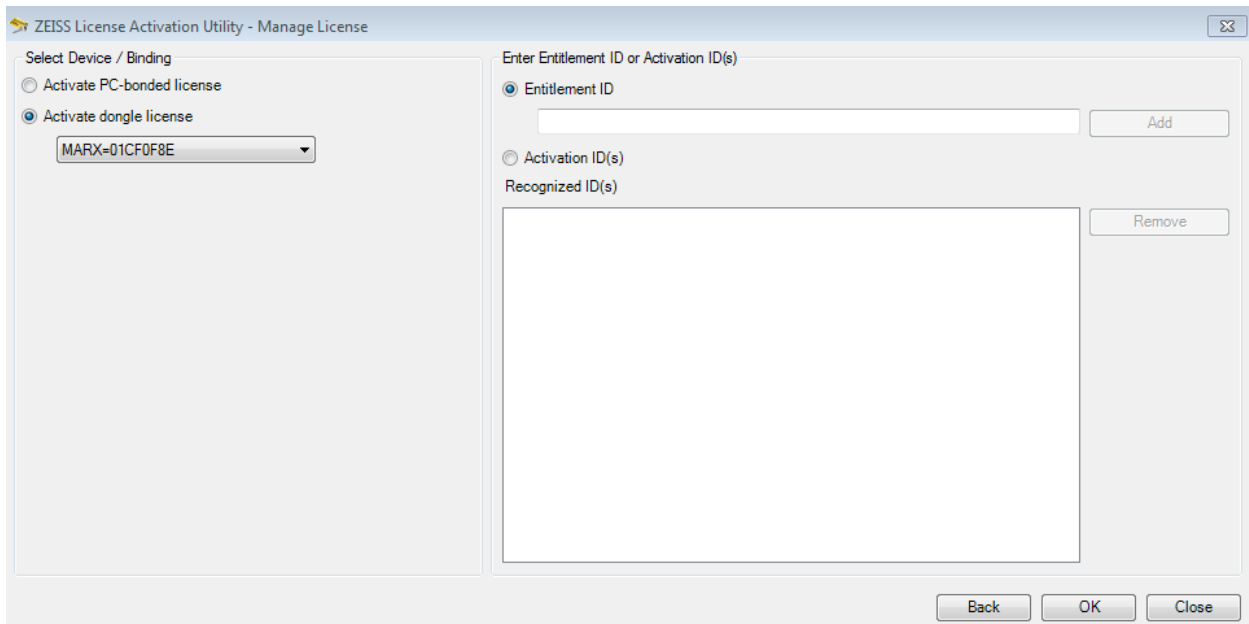 ZEISS License Activation Utility - Manage License
Select Device / Binding
Activate PC-bonded license
Activate dongle license
MARX=01CF0F8E
Enter Entitlement ID or Activation ID(s)
Entitlement ID
Add
Activation ID(s)
Recognized ID(s)
Remove
Back OK Close